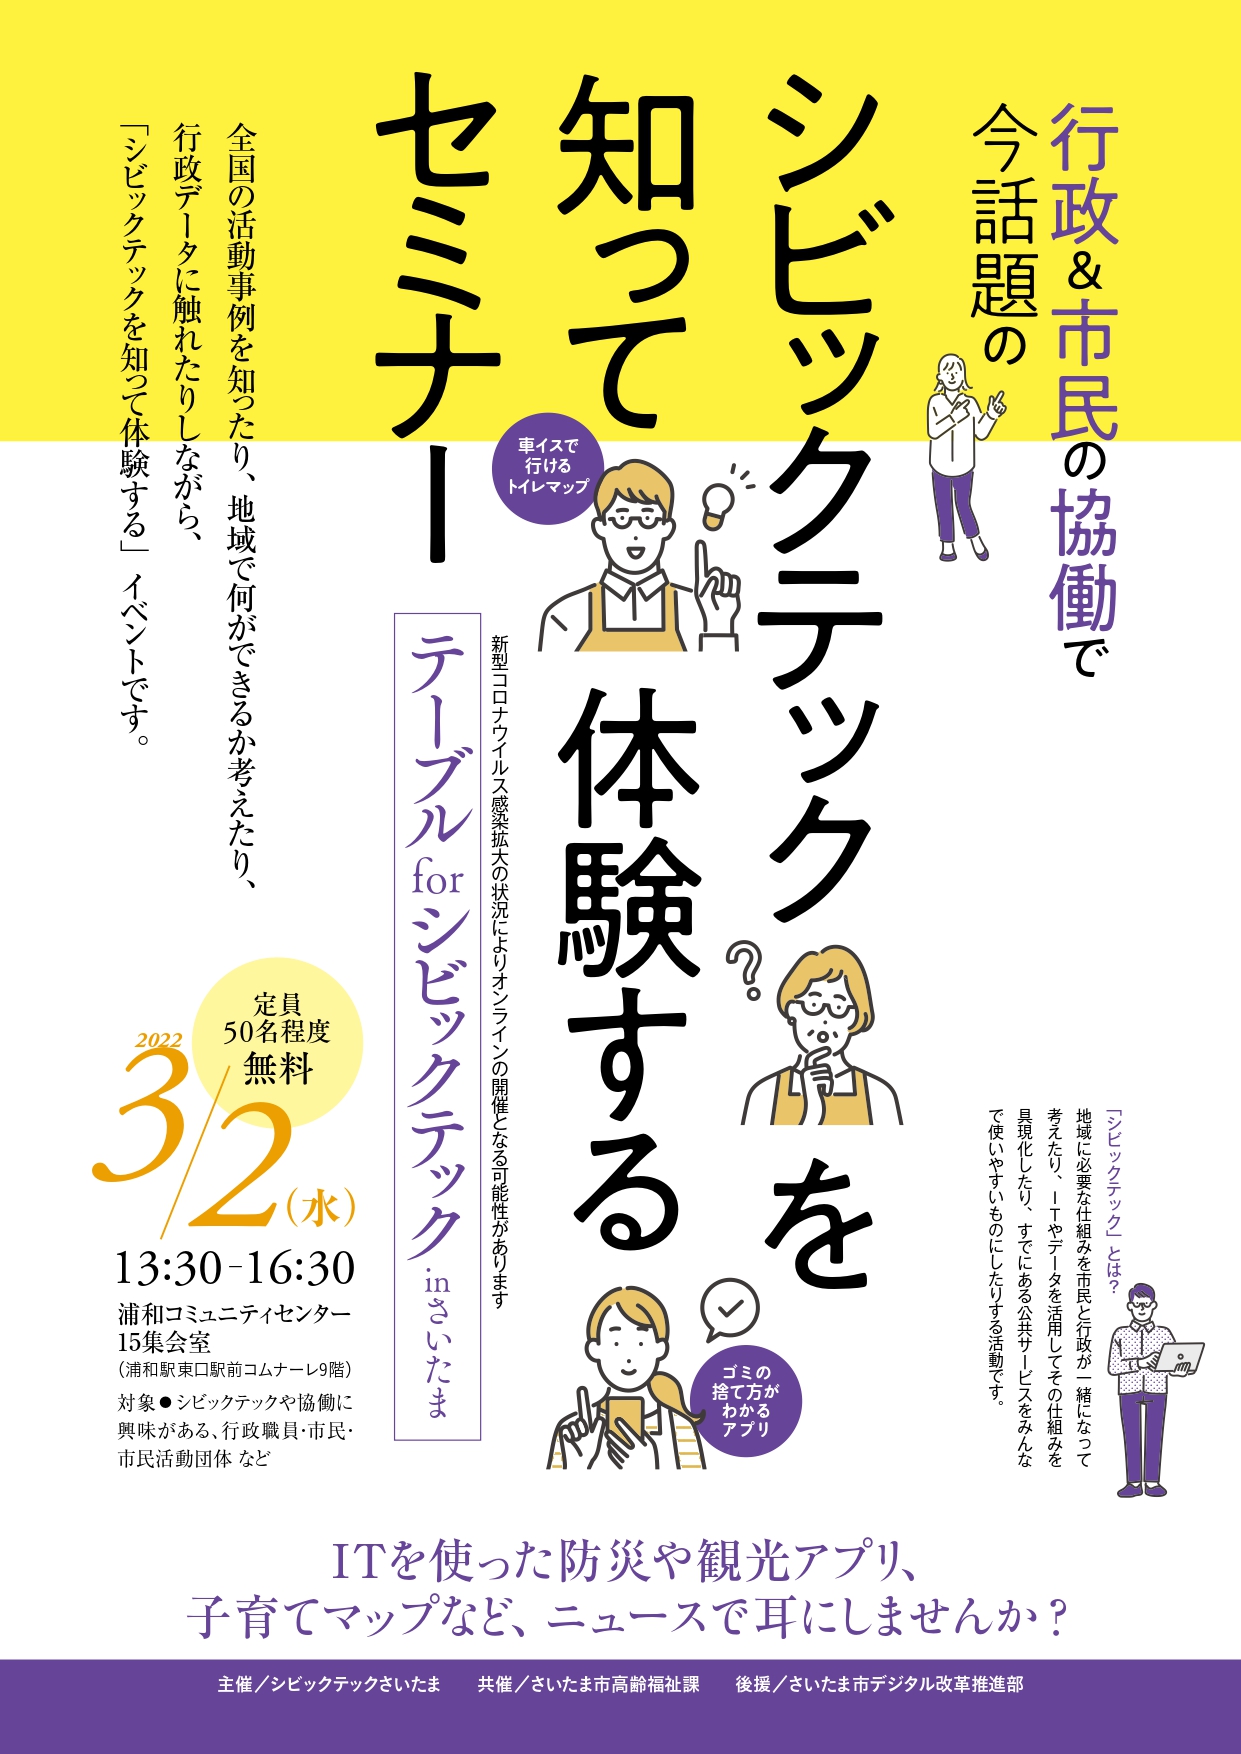 行政&市民の協働で
今話題の
シビックテックを
知って 体験する
セミナー
車イスで
行ける
トイレマップ
新型コロナウイルス感染拡大の状況によりオンラインの開催となる可能性があります
テーブル for シビックテック in さいたま
全国の活動事例を知ったり、地域で何ができるか考えたり、
行政データに触れたりしながら、
「シビックテックを知って体験する」イベントです。
定員
50名程度
無料
2022
3/2(水)
13:30-16:30
浦和コミュニティセンター
15集会室
(浦和駅東口駅前コムナーレ9階)
対象●シビックテックや協働に
興味がある、行政職員・市民・
市民活動団体 など
?
ゴミの
捨て方が
わかる
アプリ
「シビックテック」とは?
地域に必要な仕組みを市民と行政が一緒になって
考えたり、ITやデータを活用してその仕組みを
具現化したり、すでにある公共サービスをみんな
で使いやすいものにしたりする活動です。
ITを使った防災や観光アプリ、
子育てマップなど、ニュースで耳にしませんか?
主催/シビックテックさいたま 共催/さいたま市高齢福祉課 後援/さいたま市デジタル改革推進部